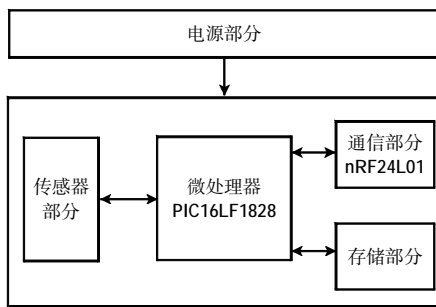 电源部分
传感器
部分
微处理器
PIC16LF1828
通信部分
nRF24L01
存储部分